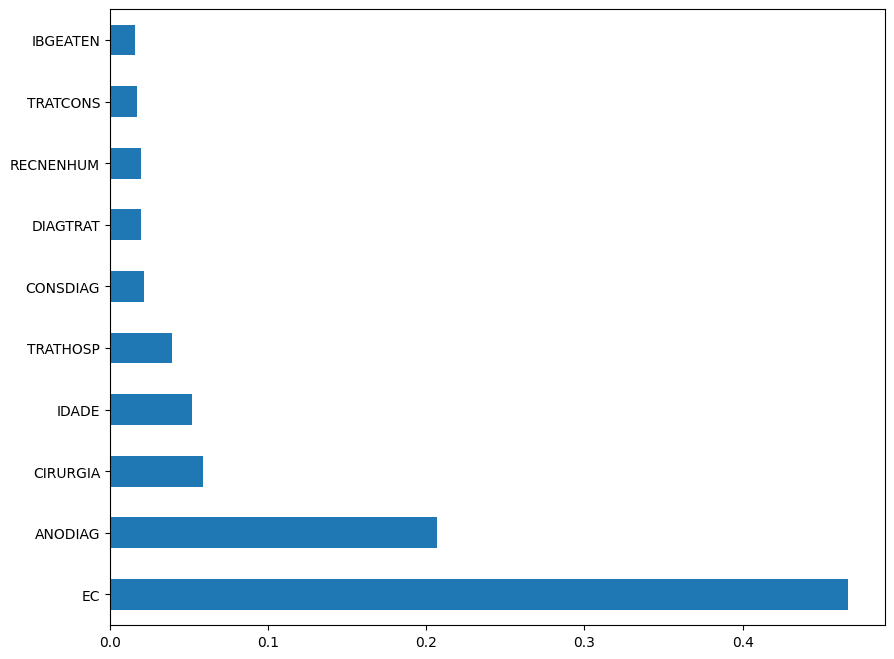 IBGEATEN
TRATCONS
RECNENHUM
DIAGTRAT
CONSDIAG
TRATHOSP
IDADE
CIRURGIA
ANODIAG
EC
0.0 0.1 0.2 0.3 0.4